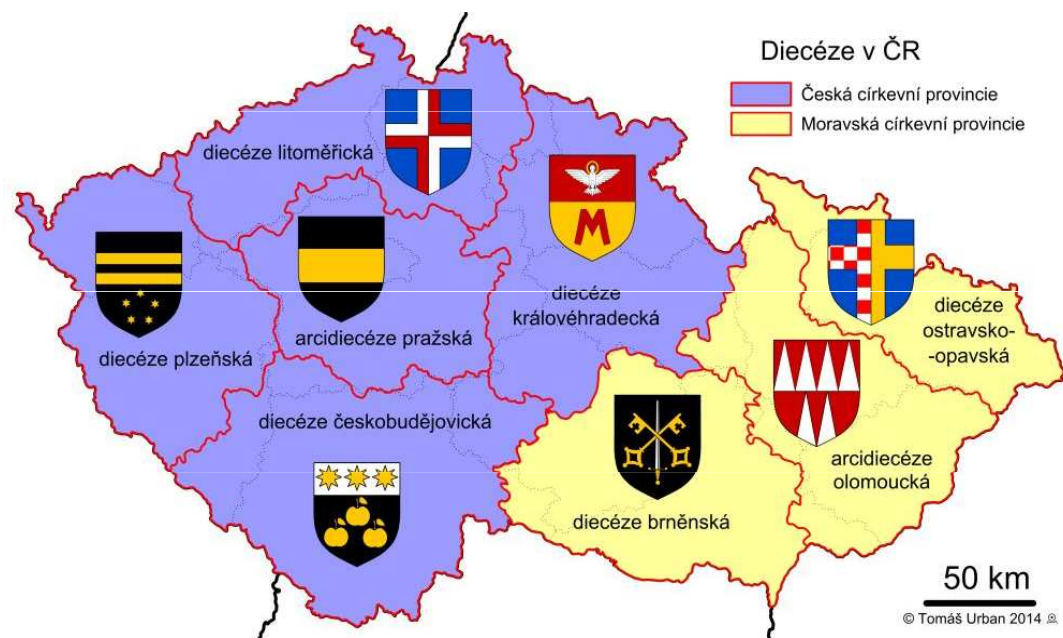 Diecéze v ČR
Česká církevní provincie
Moravská církevní provincie
diecéze litoměřická
M
diecéze
královéhradecká
diecéze
ostravsko-
-opavská
diecéze plzeňská
arcidiecéze pražská
diecéze českobudějovická
arcidiecéze
olomoucká
diecéze brněnská
50 km
© Tomáš Urban 2014